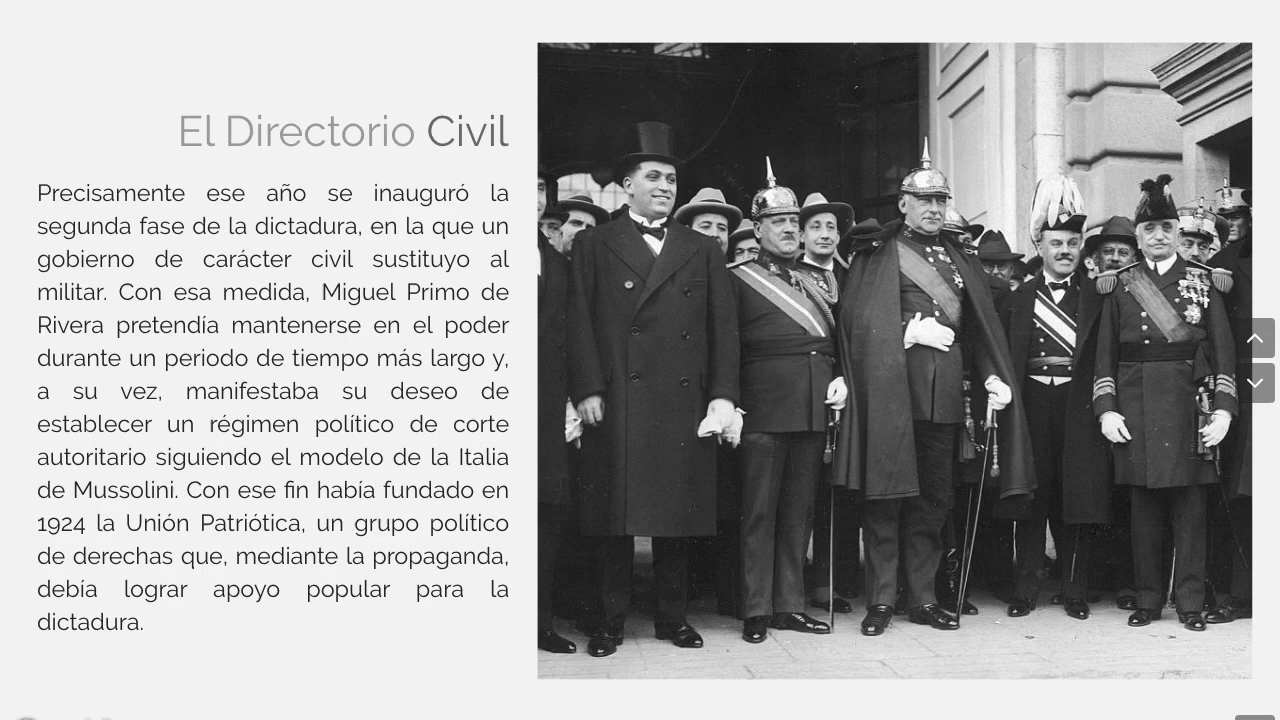 El Directorio Civil
Precisamente ese año se inauguró la
segunda fase de la dictadura, en la que un
gobierno de carácter civil sustituyo al
militar. Con esa medida, Miguel Primo de
Rivera pretendía mantenerse en el poder
durante un periodo de tiempo más largo y,
a su vez, manifestaba su deseo de
establecer un régimen político de corte
autoritario siguiendo el modelo de la Italia
de Mussolini. Con ese fin había fundado en
1924 la Unión Patriótica, un grupo político
de derechas que, mediante la propaganda,
debía lograr apoyo popular para la
dictadura.